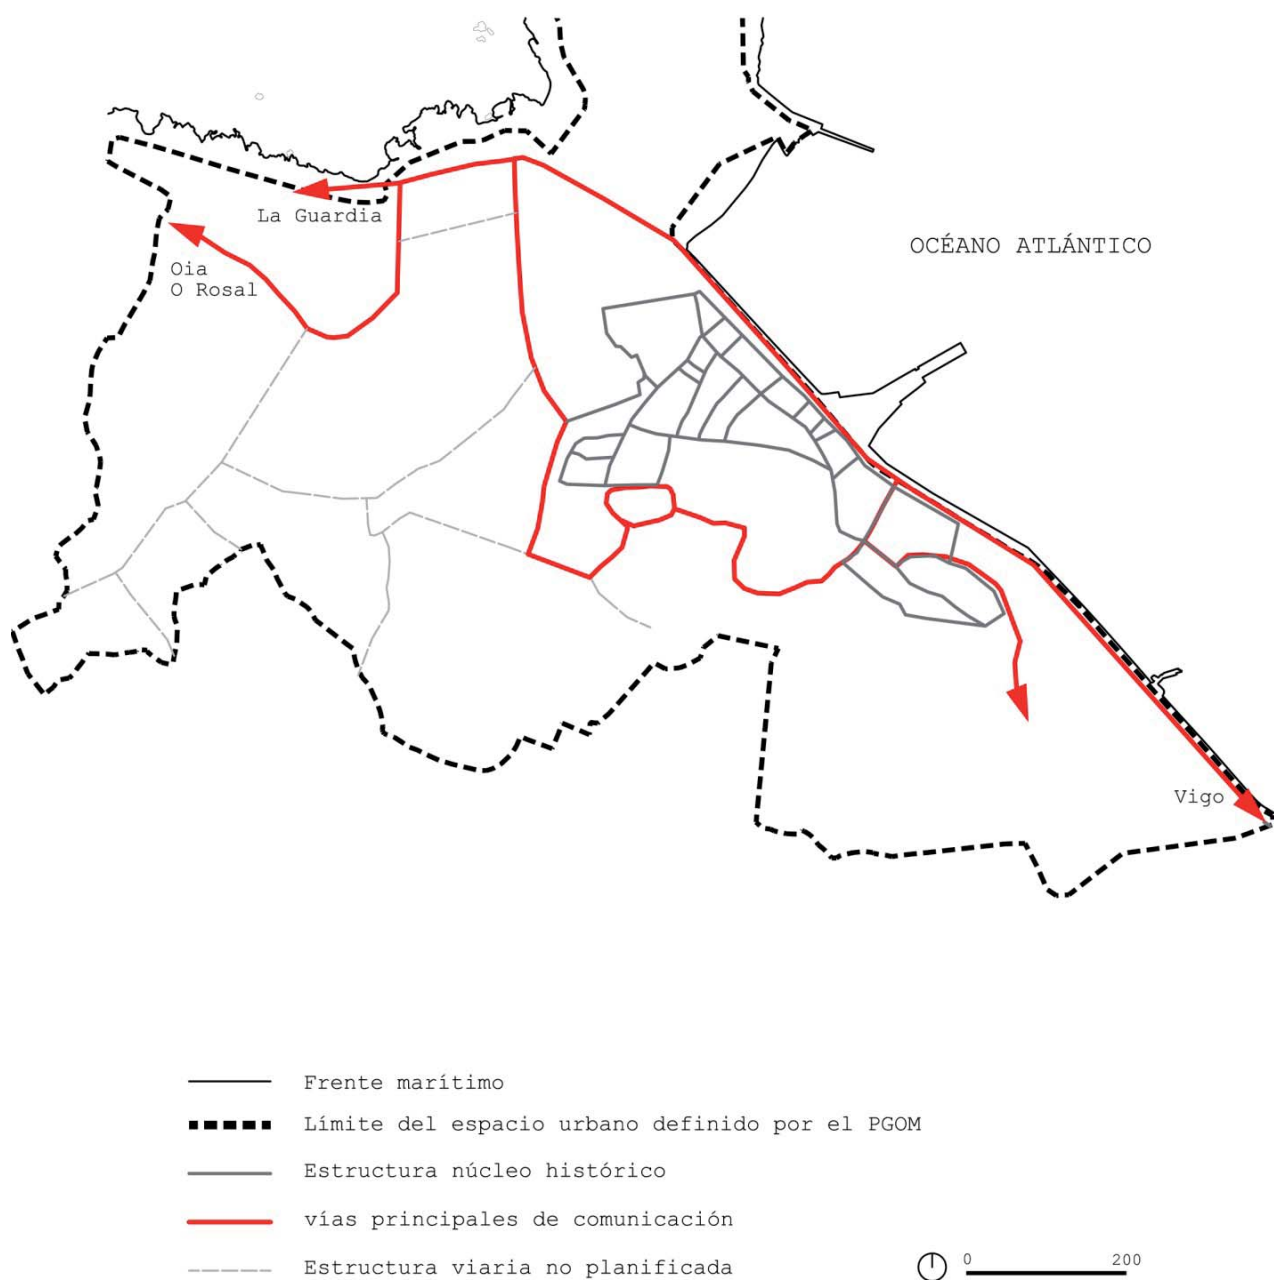 La Guardia
OCÉANO ATLÁNTICO
Oia
O Rosal
Vigo
Frente marítimo
Límite del espacio urbano definido por el PGOM
Estructura núcleo histórico
vías principales de comunicación
Estructura viaria no planificada
0 200